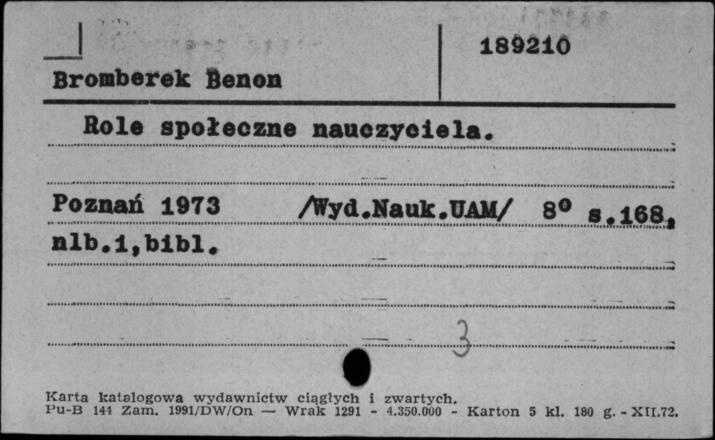 189210
Bromberek Benon
Role społeczne nauczyciela.
Poznań 1973 /Wyd.Nauk.UAM/ 8° s.168,
nlb.1,bibl.
3
Karta katalogowa wydawnictw ciągłych i zwartych.
Pu-B 144 Zam. 1991/DW/On — Wrak 1291 - 4.350.000 - Karton 5 kl. 180 g. - XII.72.